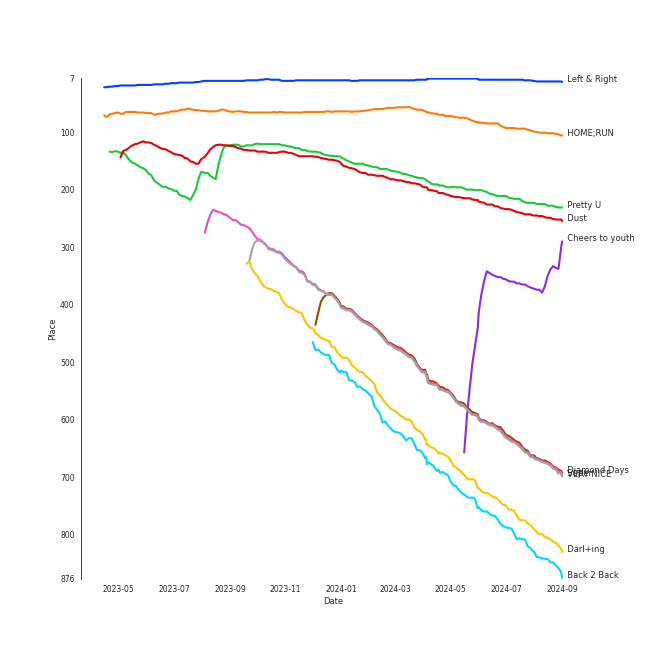 7
100
200
300
400
500
600
700
800
876
Place
2023-05
2023-07
2023-09
2023-11
2024-01
2024-03
2024-05
2024-07
2024-09
Date
Left & Right
HOME;RUN
Pretty U
Dust
Cheers to youth
Diamond Days
VERY NICE
Darl+ing
Back 2 Back